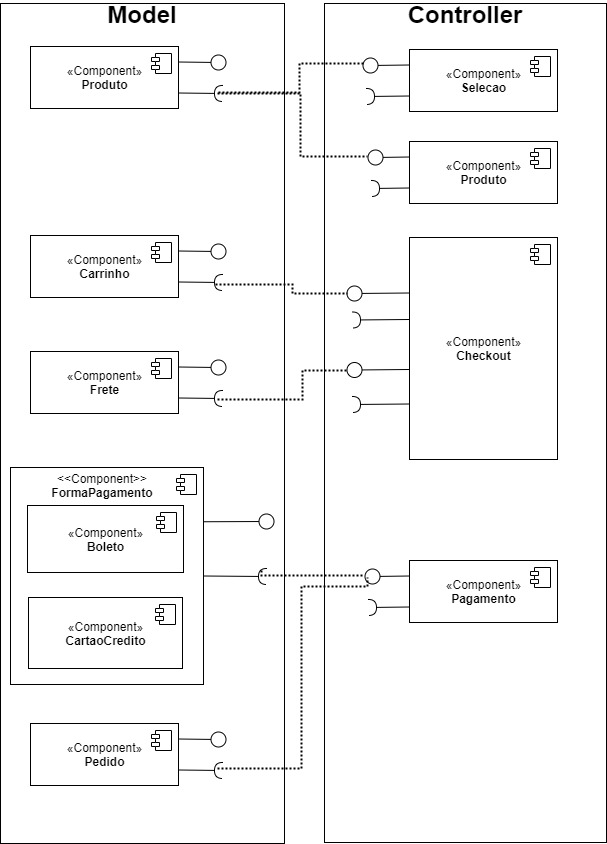 Model
«Component»
Produto
«Component»
Carrinho
«Component»
Frete
<<Component>>
FormaPagamento
«Component»
Boleto
«Component»
CartaoCredito
«Component»
Pedido
Controller
«Component»
Selecao
«Component»
Produto
«Component»
Checkout
«Component»
Pagamento